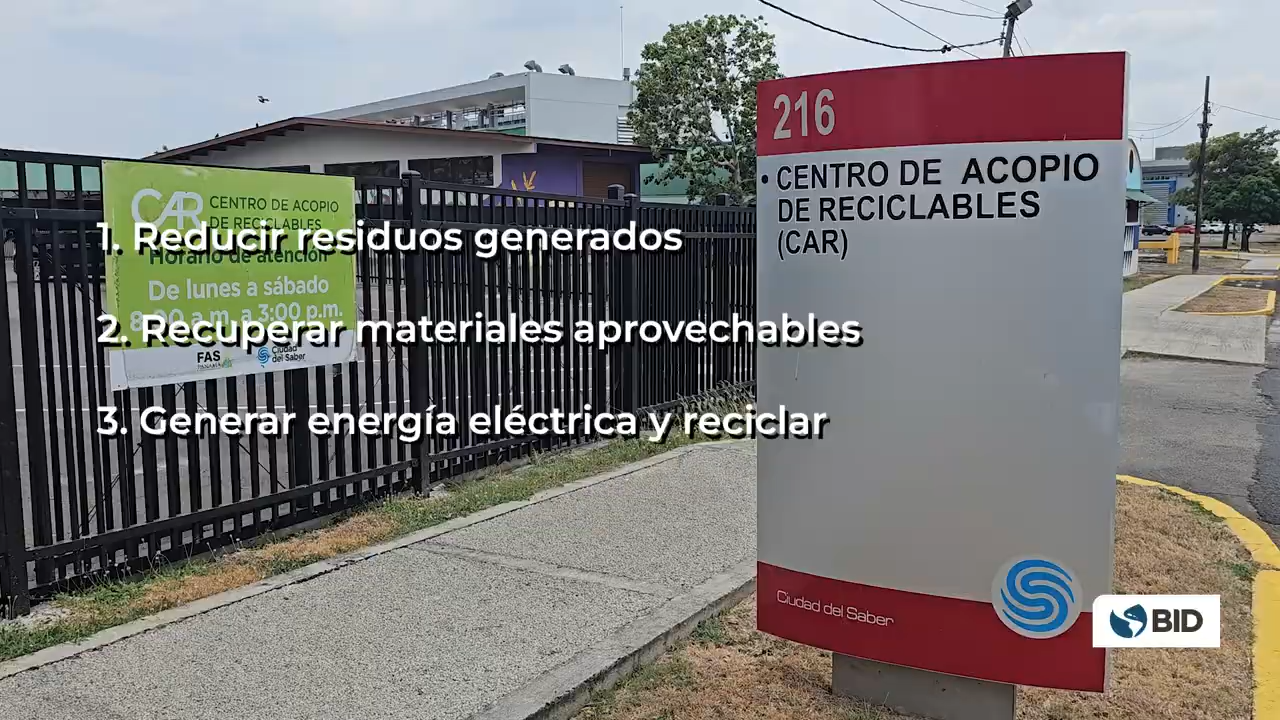 CAR
CENTRO DE ACOPIO
DE RECICLABLES
Horario de atención
De lunes a sábado
8:00 a.m. a 3:00 p.m.
FAS
PANAMÁ
Ciudad
del Saber
1. Reducir residuos generados
2. Recuperar materiales aprovechables
3. Generar energía eléctrica y reciclar
216
• CENTRO DE ACOPIO
DE RECICLABLES
(CAR)
Ciudad del Saber
BID